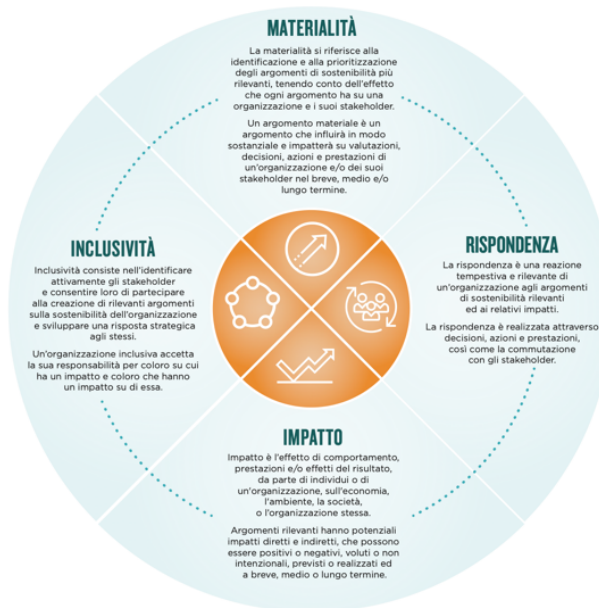 MATERIALITÀ
La materialità si riferisce alla
identificazione e alla prioritizzazione
degli argomenti di sostenibilità più
rilevanti, tenendo conto dell'effetto
che ogni argomento ha su una
organizzazione e i suoi stakeholder.
Un argomento materiale è un
argomento che influirà in modo
sostanziale e impatterà su valutazioni,
decisioni, azioni e prestazioni di
un'organizzazione e/o dei suoi
stakeholder nel breve, medio e/o
lungo termine.
INCLUSIVITÀ
Inclusività consiste nell'identificare
attivamente gli stakeholder
e consentire loro di partecipare
alla creazione di rilevanti argomenti
sulla sostenibilità dell'organizzazione
e sviluppare una risposta strategica
agli stessi.
Un'organizzazione inclusiva accetta
la sua responsabilità per coloro su cui
ha un impatto e coloro che hanno
un impatto su di essa.
RISPONDENZA
La rispondenza è una reazione
tempestiva e rilevante di
un'organizzazione agli argomenti
di sostenibilità rilevanti
ed ai relativi impatti.
La rispondenza è realizzata attraverso
decisioni, azioni e prestazioni,
così come la commutazione
con gli stakeholder.
IMPATTO
Impatto è l'effetto di comportamento,
prestazioni e/o effetti del risultato,
da parte di individui o di
un'organizzazione, sull'economia,
l'ambiente, la società,
o l'organizzazione stessa.
Argomenti rilevanti hanno potenziali
impatti diretti e indiretti, che possono
essere positivi o negativi, voluti o non
intenzionali, previsti o realizzati ed
a breve, medio o lungo termine.